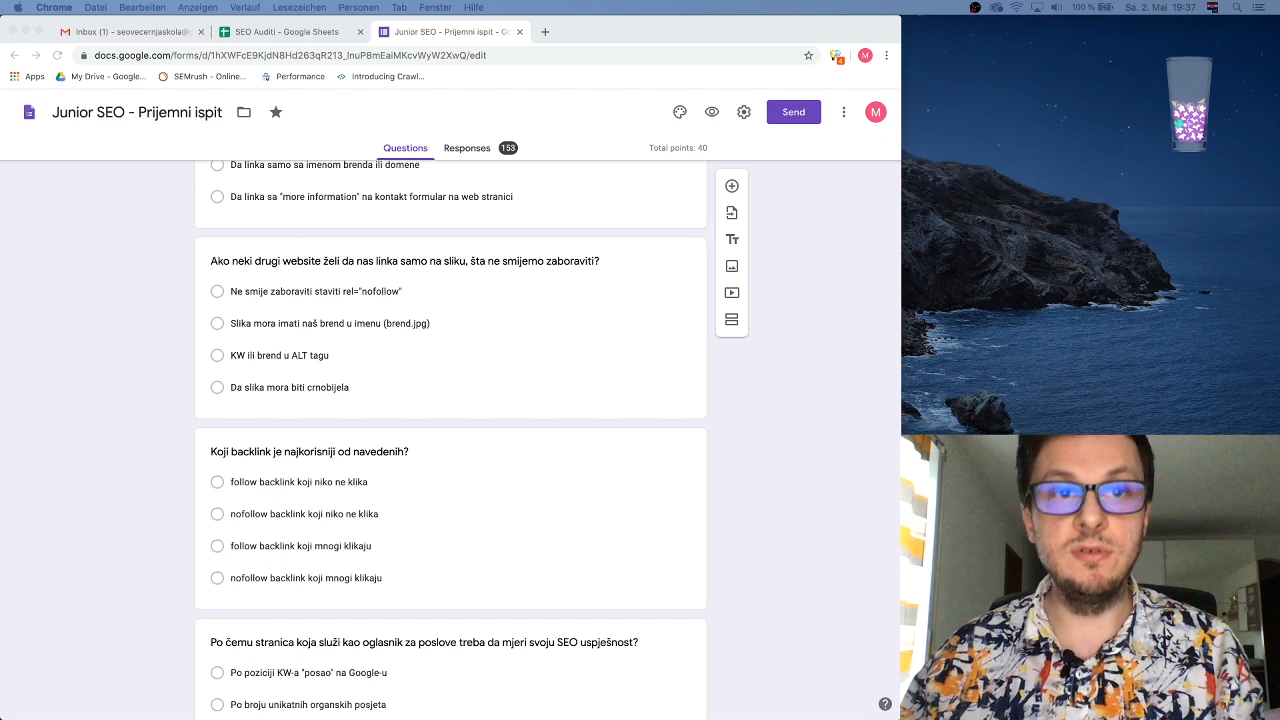 Chrome Datei Bearbeiten Anzeigen Verlauf Lesezeichen Personen Tab Fenster Hilfe 100 % Sa. 2. Mai 19:37
Inbox (1) - seovecernjaskola@ SEO Auditi - Google Sheets Junior SEO - Prijemni ispit - G
docs.google.com/forms/d/1hXWFcE9KjdN8Hd263qR213_lnuP8mEaiMKcvWyW2XwQ/edit 4 M
Apps My Drive - Google... SEMrush - Online... Performance Introducing Crawl...
Junior SEO - Prijemni ispit Send M
Questions Responses 153 Total points: 40
Da linka samo sa imenom brenda ili domene
Da linka sa "more information" na kontakt formular na web stranici
Ako neki drugi website želi da nas linka samo na sliku, šta ne smijemo zaboraviti?
Ne smije zaboraviti staviti rel="nofollow"
Slika mora imati naš brend u imenu (brend.jpg)
KW ili brend u ALT tagu
Da slika mora biti crnobijela
Koji backlink je najkorisniji od navedenih?
follow backlink koji niko ne klika
nofollow backlink koji niko ne klika
follow backlink koji mnogi klikaju
nofollow backlink koji mnogi klikaju
Po čemu stranica koja služi kao oglasnik za poslove treba da mjeri svoju SEO uspješnost?
Po poziciji KW-a "posao" na Google-u
Po broju unikatnih organskih posjeta